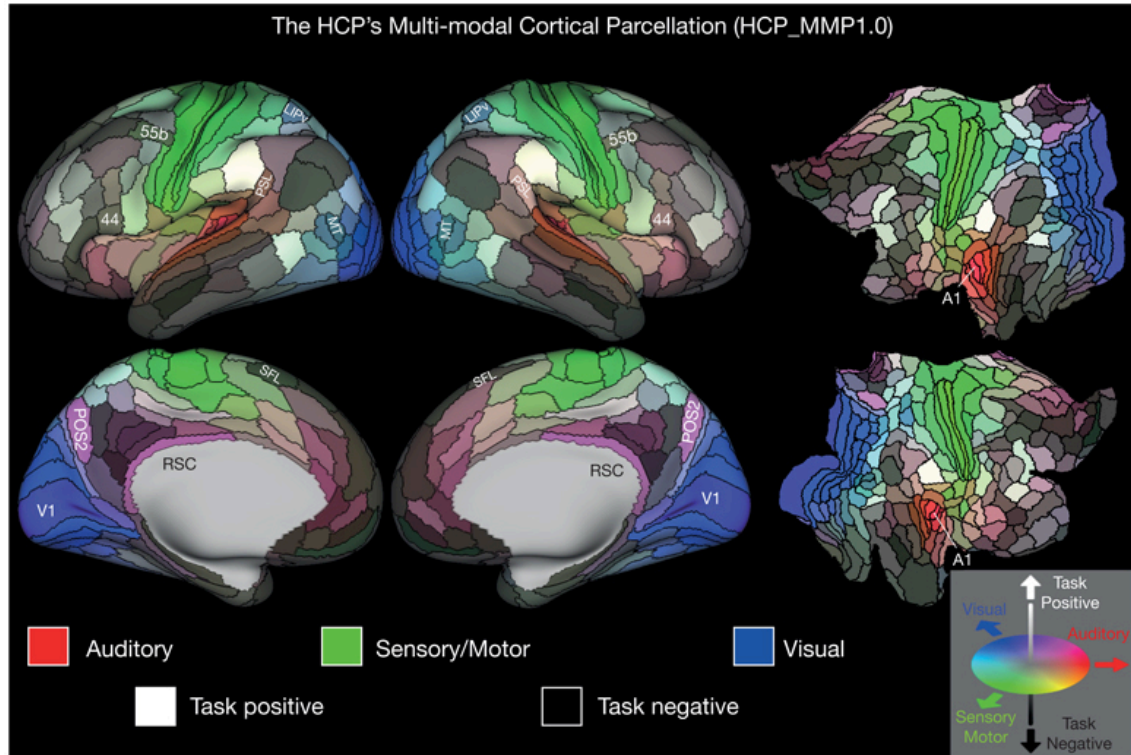 The HCP's Multi-modal Cortical Parcellation (HCP_MMP1.0)
55b
LIPv
44
PSL
MT
LIPv
55b
PSL
MT
44
A1
SFL
POS2
RSC
V1
SFL
POS2
RSC
V1
A1
Task
Positive
Visual
Auditory
Sensory
Motor
Task
Negative
Auditory
Sensory/Motor
Visual
Task positive
Task negative